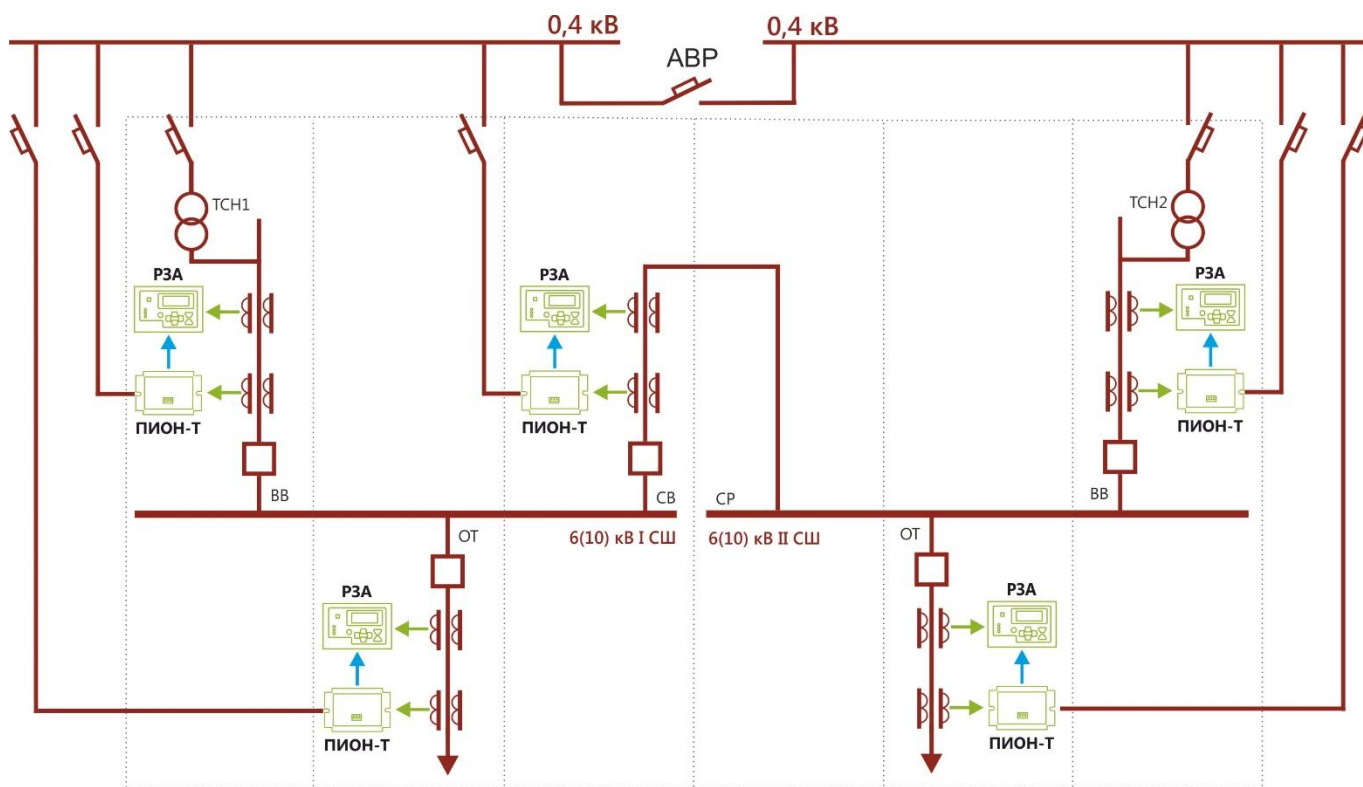 0,4 кВ
0,4 кВ
АВР
ТСН1
ТСН2
РЗА
РЗА
РЗА
ПИОН-Т
ПИОН-Т
ПИОН-Т
ВВ
СВ
СР
ВВ
ОТ
6(10) кВ I СШ
6(10) кВ II СШ
ОТ
РЗА
РЗА
ПИОН-Т
ПИОН-Т